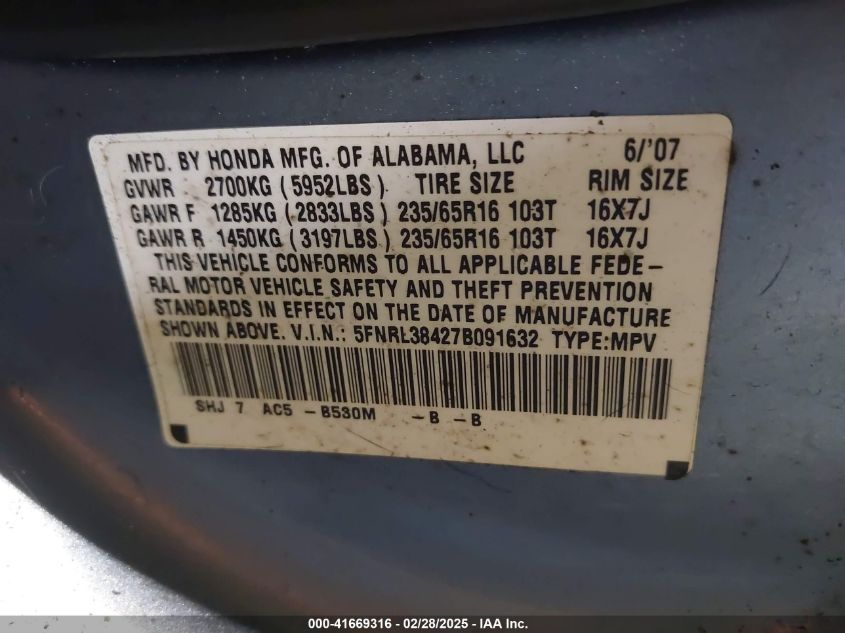 MFD. BY HONDA MFG. OF ALABAMA, LLC 6/'07
GVWR 2700KG (5952LBS) TIRE SIZE RIM SIZE
GAWR F 1285KG (2833LBS) 235/65R16 103T 16X7J
GAWR R 1450KG (3197LBS) 235/65R16 103T 16X7J
THIS VEHICLE CONFORMS TO ALL APPLICABLE FEDE-
RAL MOTOR VEHICLE SAFETY AND THEFT PREVENTION
STANDARDS IN EFFECT ON THE DATE OF MANUFACTURE
SHOWN ABOVE. V.I.N.: 5FNRL38427B091632 TYPE:MPV
SHJ 7 AC5 -B530M -B -B
000-41669316 - 02/28/2025 - IAA Inc.